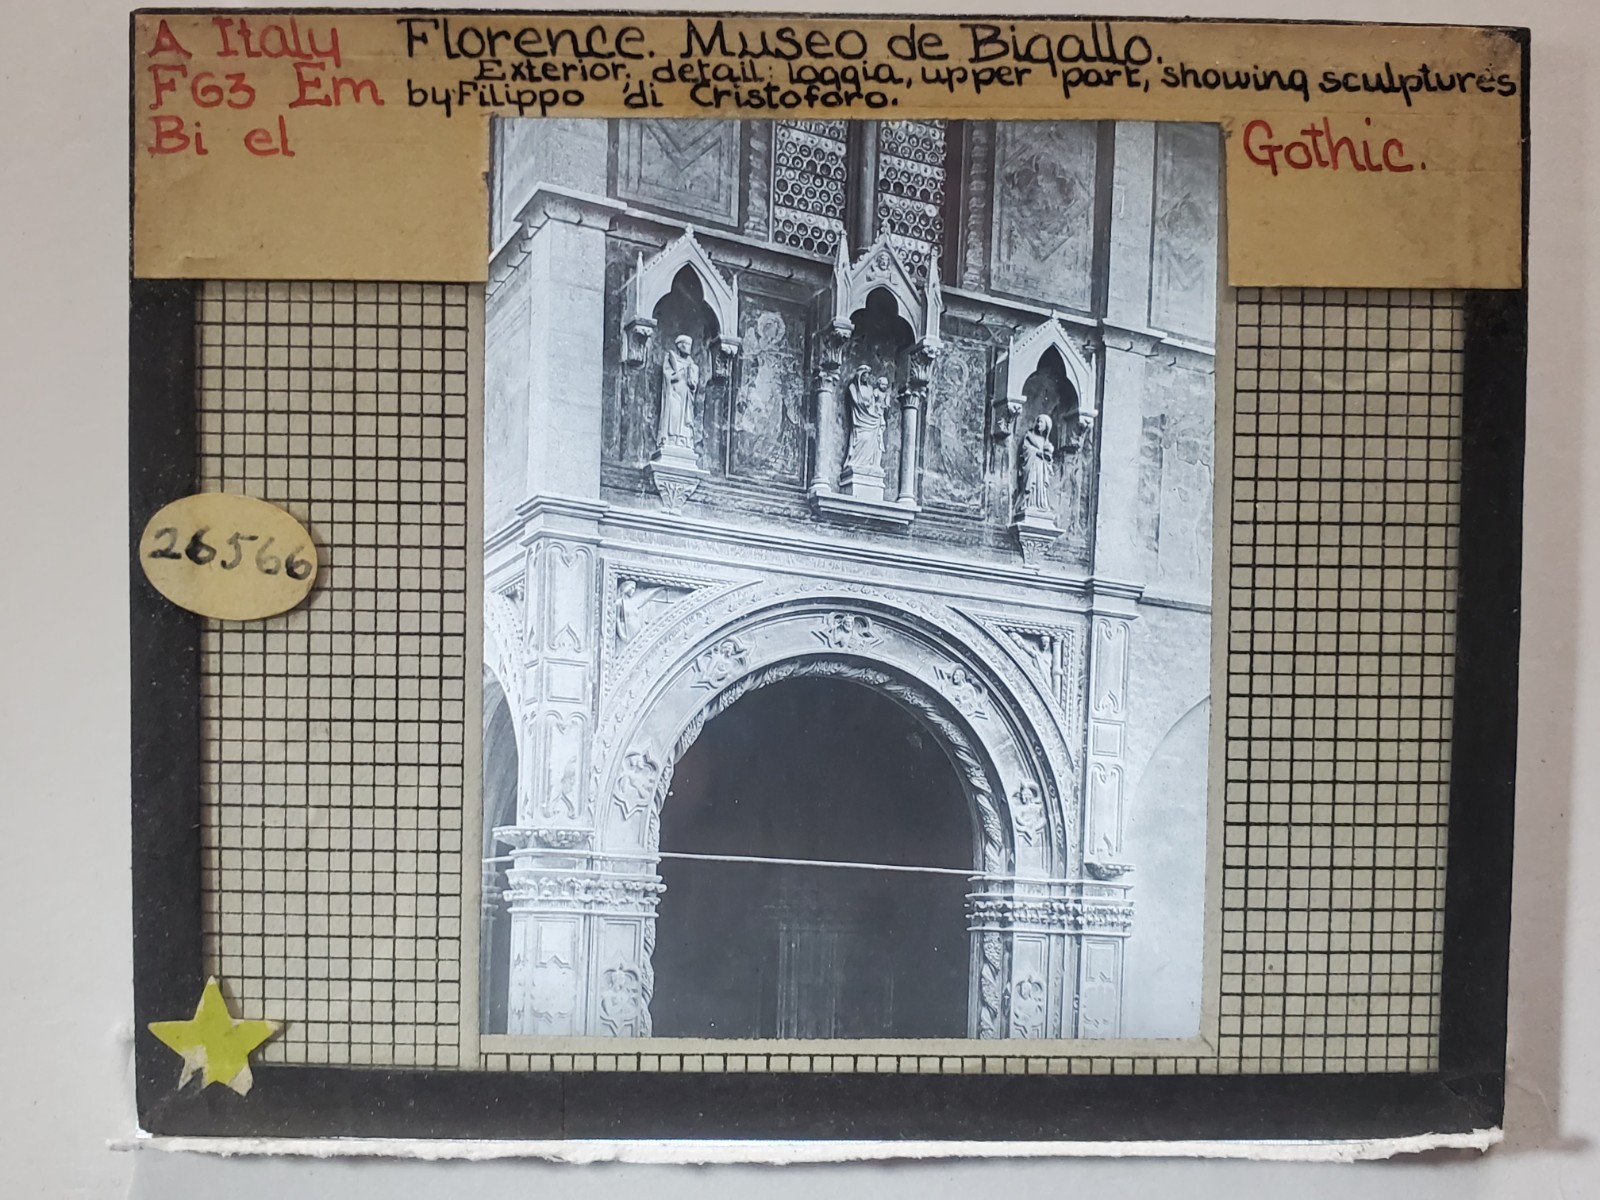 A Italy Florence. Museo de Bigallo.
F63 Em Exterior, detail: loggia, upper part, showing sculptures
by Filippo di Cristoforo.
Bi el
Gothic.
26566